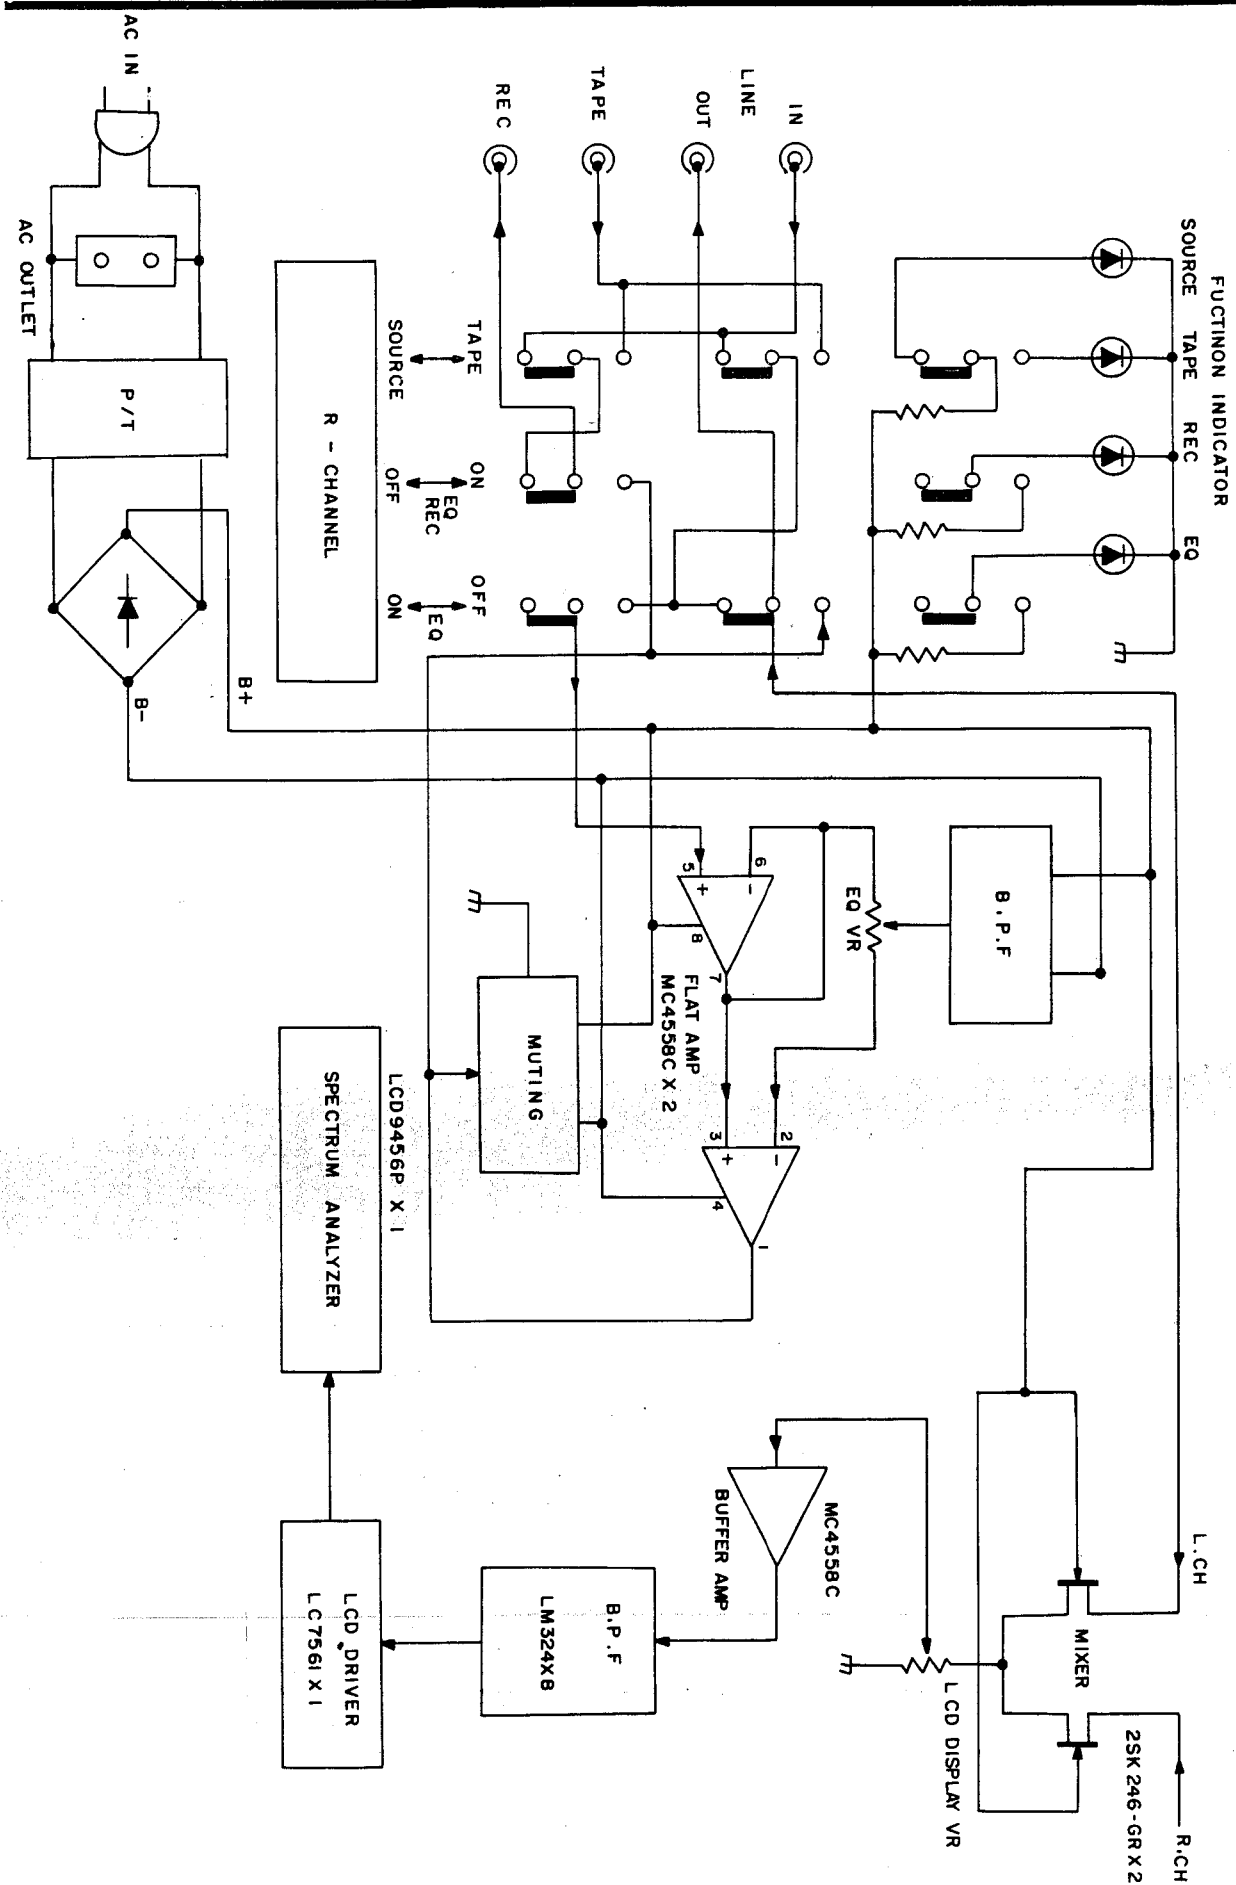 FUCTINON INDICATOR
SOURCE
TAPE
REC
EQ
IN
LINE
OUT
TAPE
REC
AC IN
AC OUTLET
P/T
B+
B-
R - CHANNEL
TAPE
SOURCE
ON
EQ REC
OFF
OFF
EQ
ON
B.P.F
EQ VR
6
-
5
+
8
7
FLAT AMP
MC4558C X 2
2
-
3
+
4
1
MUTING
LCD9456P X 1
SPECTRUM ANALYZER
L.CH
R.CH
MIXER
2SK246-GR X 2
LCD DISPLAY VR
MC4558C
BUFFER AMP
B.P.F
LM324X8
LCD DRIVER
LC7561 X 1